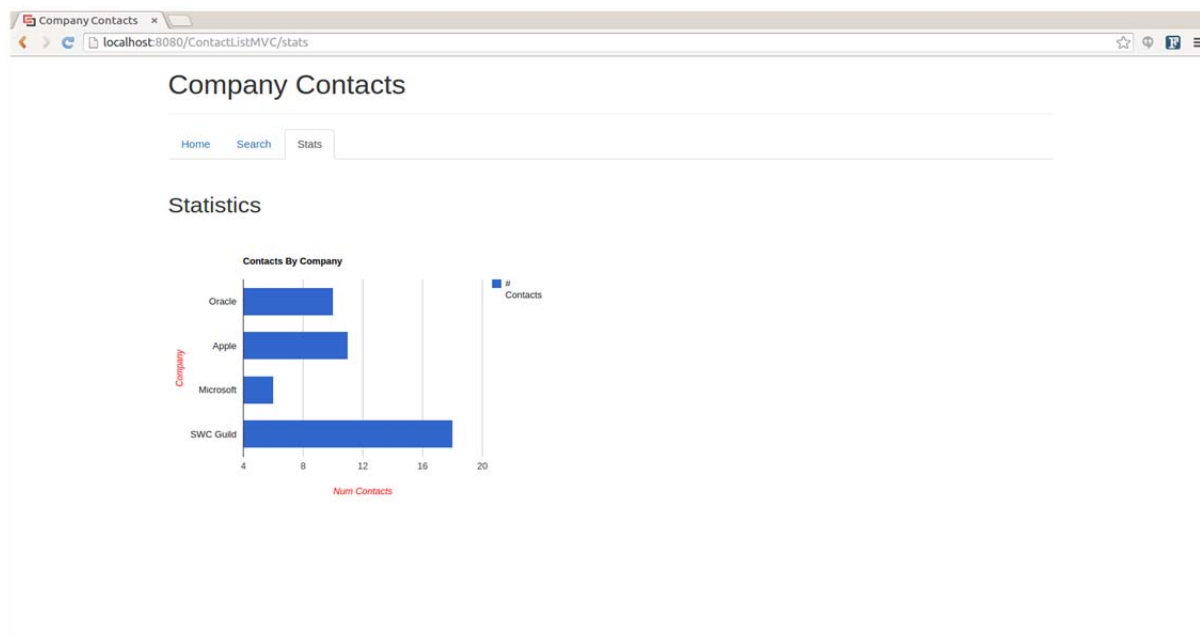 Company Contacts ×
localhost:8080/ContactListMVC/stats
Company Contacts
Home Search Stats
Statistics
Contacts By Company
#
Contacts
Oracle
Apple
Microsoft
SWC Guild
Company
4 8 12 16 20
Num Contacts